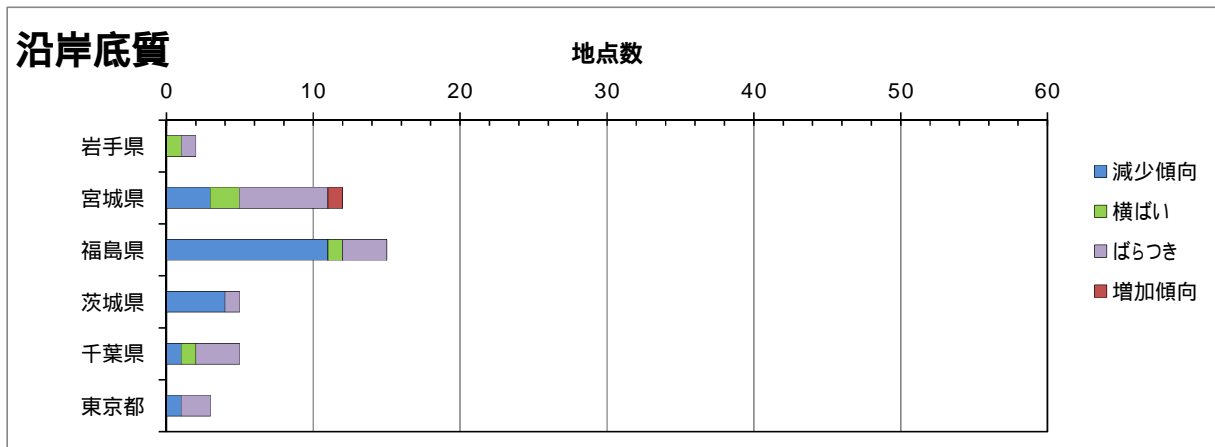 沿岸底質
地点数
0 10 20 30 40 50 60
岩手県
宮城県
福島県
茨城県
千葉県
東京都
減少傾向
横ばい
ばらつき
増加傾向